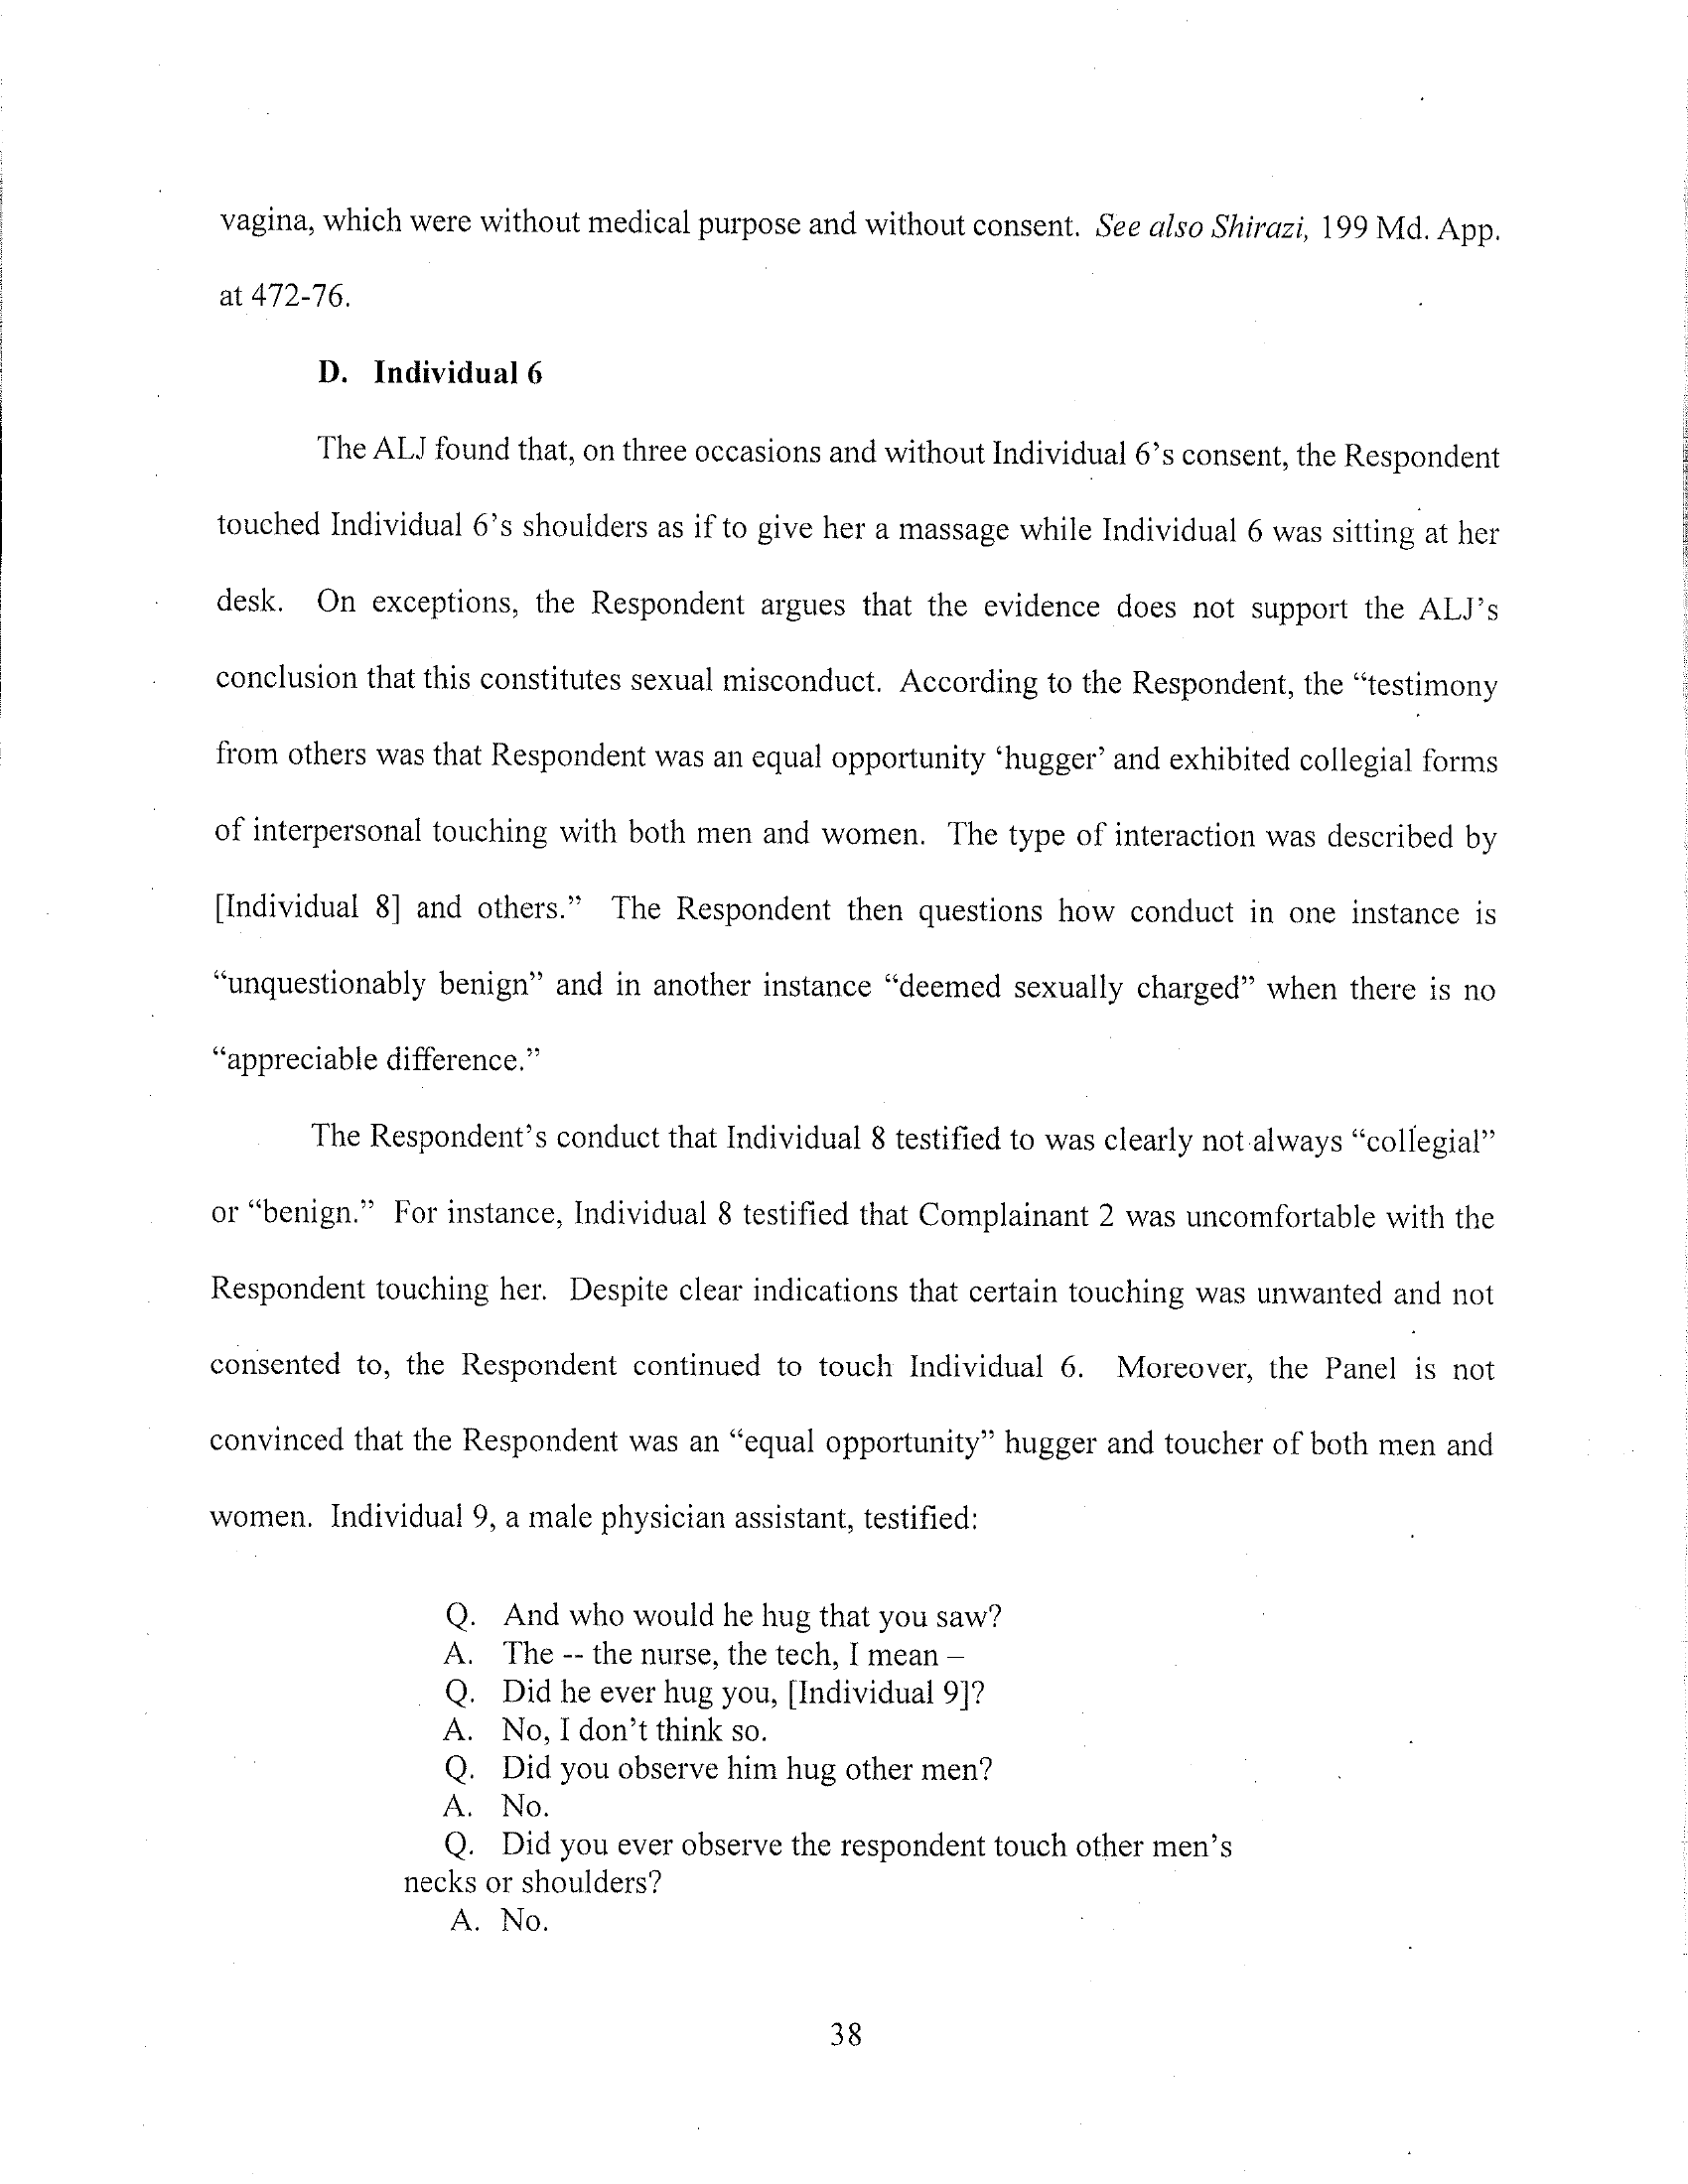 vagina, which were without medical purpose and without consent. See also Shirazi, 199 Md. App.
at 472-76.
D. Individual 6
The ALJ found that, on three occasions and without Individual 6's consent, the Respondent
touched Individual 6's shoulders as if to give her a massage while Individual 6 was sitting at her
desk. On exceptions, the Respondent argues that the evidence does not support the ALJ's
conclusion that this constitutes sexual misconduct. According to the Respondent, the “testimony
from others was that Respondent was an equal opportunity ‘hugger’ and exhibited collegial forms
of interpersonal touching with both men and women. The type of interaction was described by
[Individual 8] and others.” The Respondent then questions how conduct in one instance is
“unquestionably benign” and in another instance “deemed sexually charged” when there is no
“appreciable difference.”
The Respondent's conduct that Individual 8 testified to was clearly not always “collegial”
or “benign.” For instance, Individual 8 testified that Complainant 2 was uncomfortable with the
Respondent touching her. Despite clear indications that certain touching was unwanted and not
consented to, the Respondent continued to touch Individual 6. Moreover, the Panel is not
convinced that the Respondent was an “equal opportunity” hugger and toucher of both men and
women. Individual 9, a male physician assistant, testified:
Q. And who would he hug that you saw?
A. The -- the nurse, the tech, I mean –
Q. Did he ever hug you, [Individual 9]?
A. No, I don't think so.
Q. Did you observe him hug other men?
A. No.
Q. Did you ever observe the respondent touch other men's
necks or shoulders?
A. No.
38